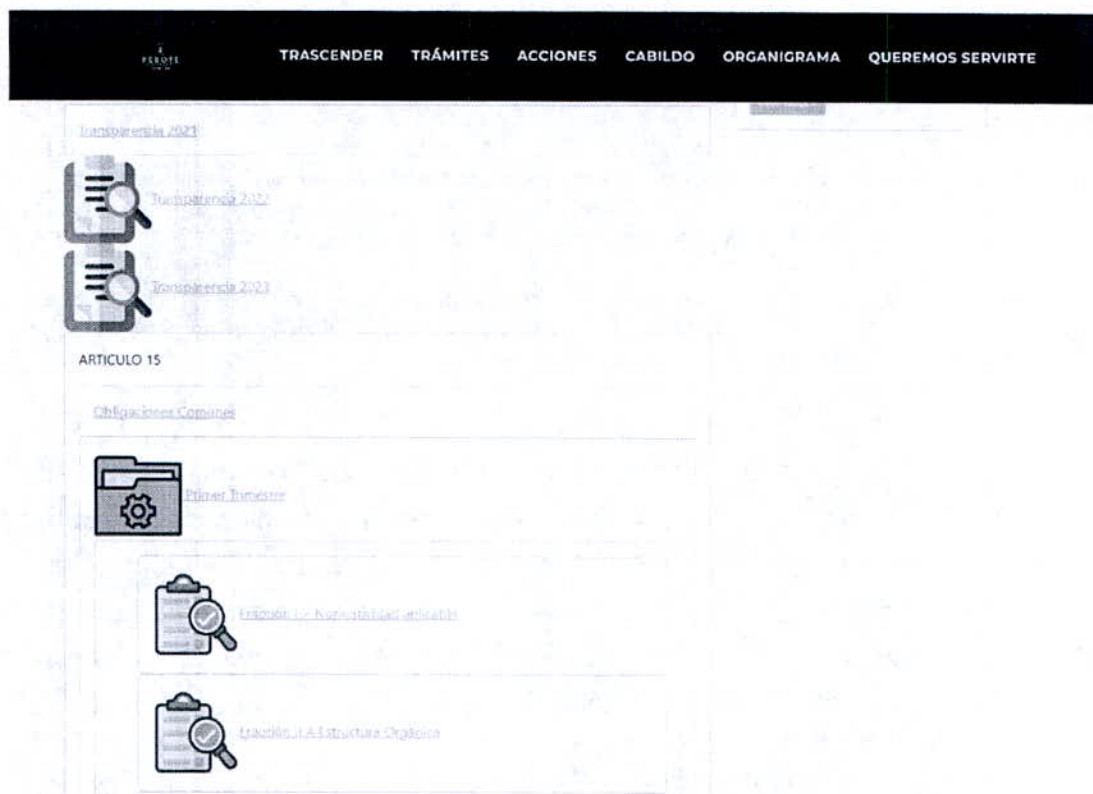 PEROTE
TRASCENDER TRÁMITES ACCIONES CABILDO ORGANIGRAMA QUEREMOS SERVIRTE
Transparencia 2021
Transparencia 2022
Transparencia 2023
ARTICULO 15
Obligaciones Comunes
Primer Trimestre
Fracción I.- Normatividad aplicable
Fracción II.A Estructura Orgánica